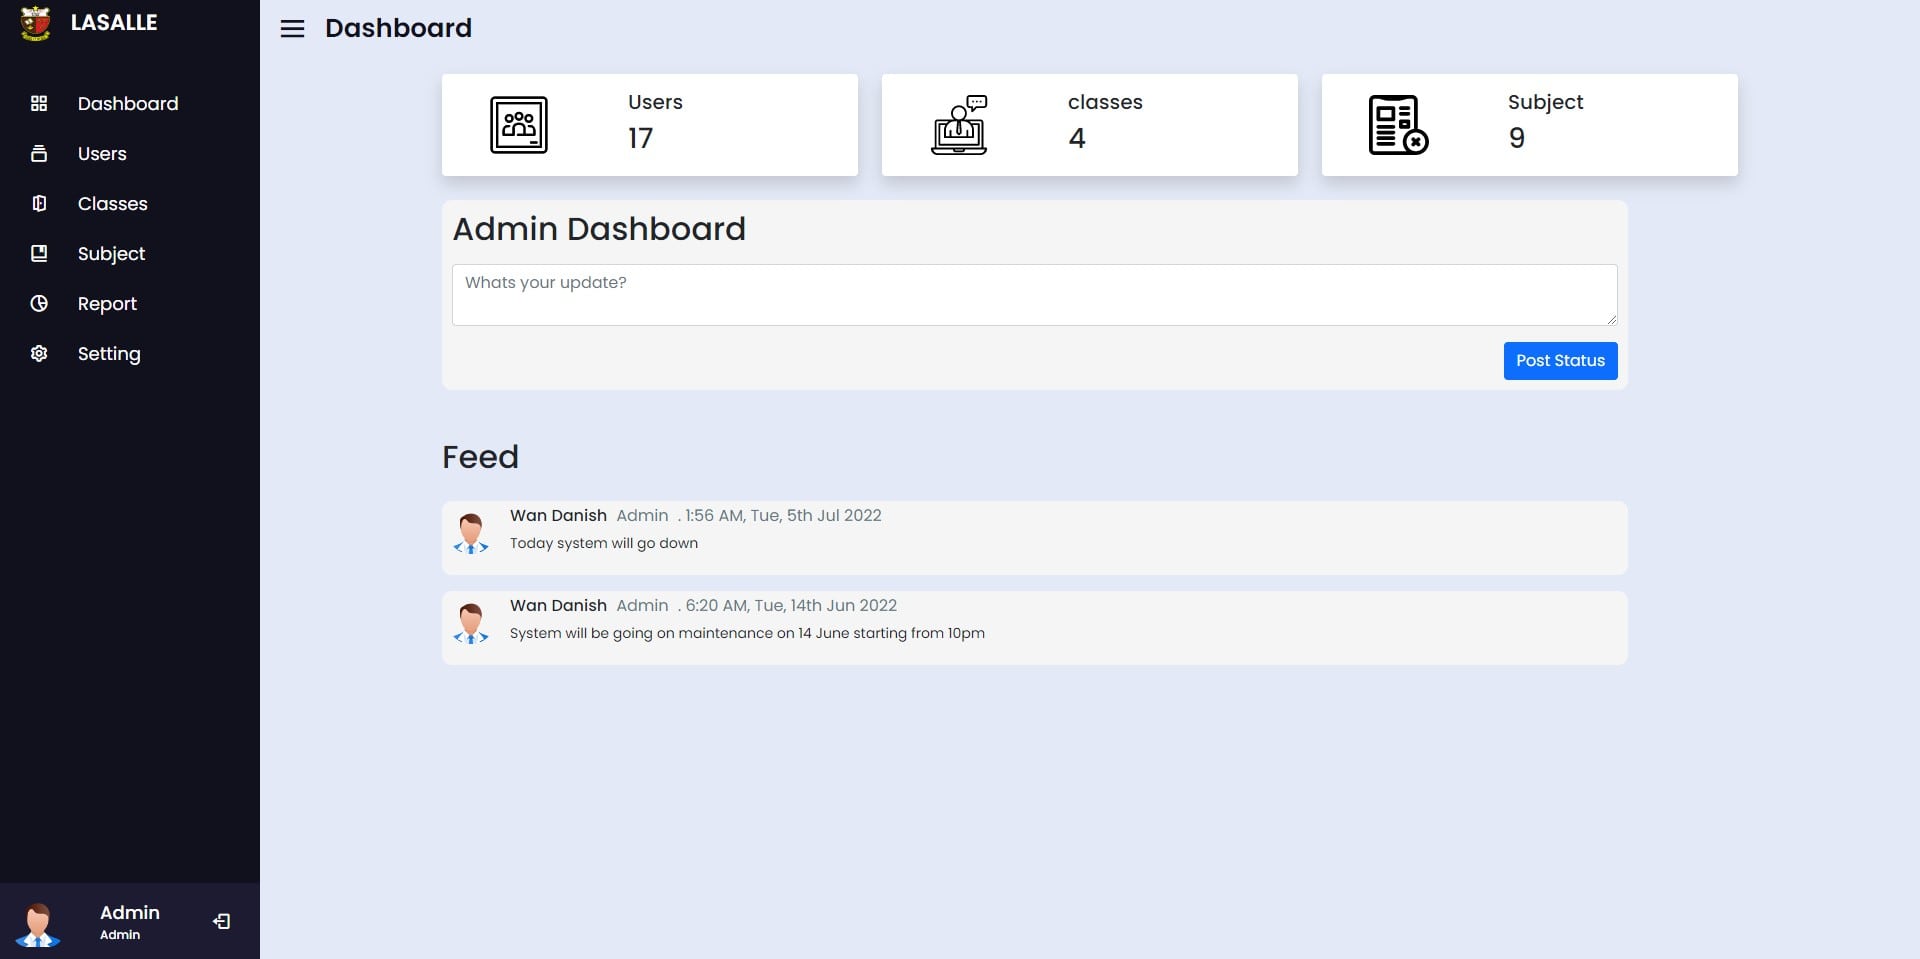 LASALLE
Dashboard
Users
Classes
Subject
Report
Setting
Admin
Admin
Dashboard
Users
17
classes
4
Subject
9
Admin Dashboard
Whats your update?
Post Status
Feed
Wan Danish Admin . 1:56 AM, Tue, 5th Jul 2022
Today system will go down
Wan Danish Admin . 6:20 AM, Tue, 14th Jun 2022
System will be going on maintenance on 14 June starting from 10pm